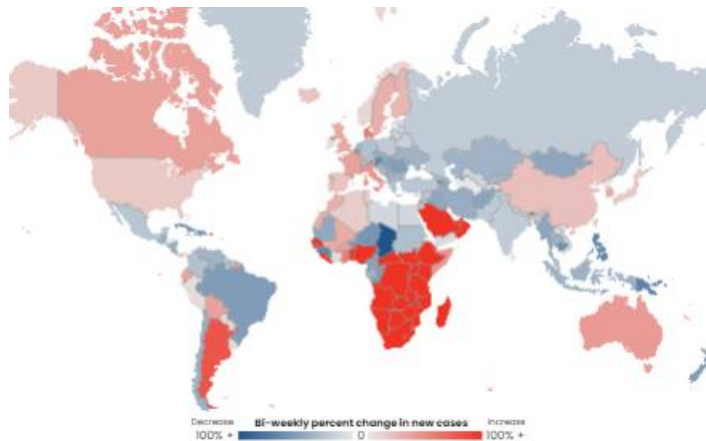 Decrease Bi-weekly percent change in new cases Increase
100% + 0 100% +